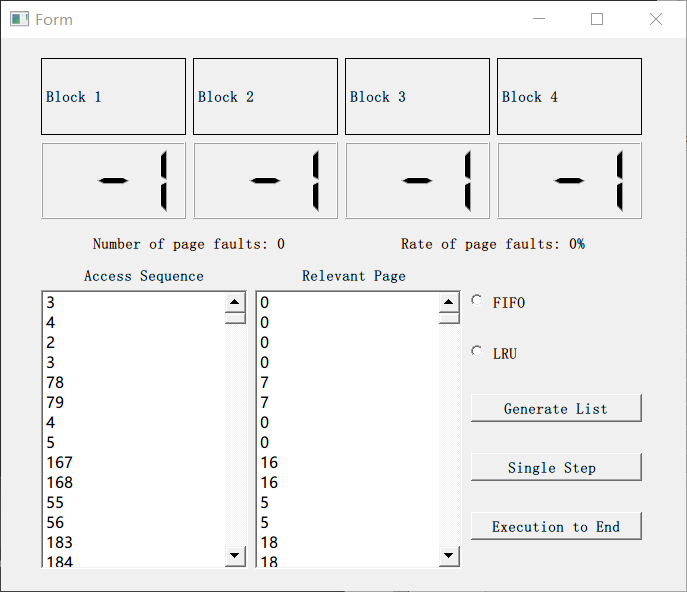 Form
Block 1 Block 2 Block 3 Block 4
-1 -1 -1 -1
Number of page faults: 0 Rate of page faults: 0%
Access Sequence Relevant Page
3 0 FIFO
4 0
2 0
3 0 LRU
78 7
79 7 Generate List
4 0
5 0
167 16 Single Step
168 16
55 5
56 5 Execution to End
183 18
184 18